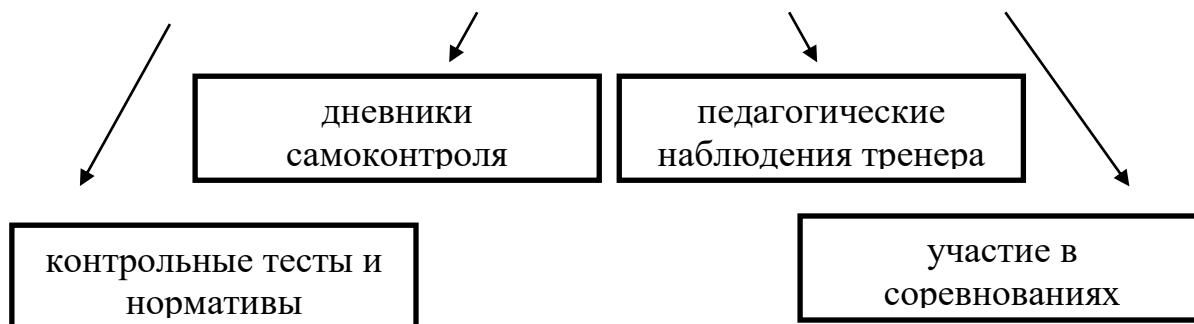 дневники
самоконтроля
педагогические
наблюдения тренера
контрольные тесты и
нормативы
участие в
соревнованиях